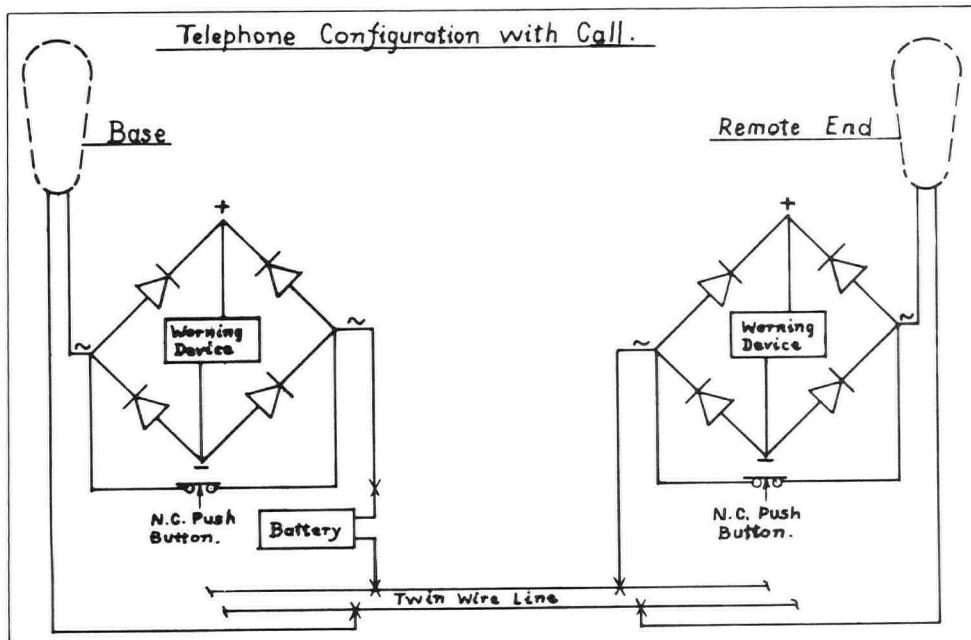 Telephone Configuration with Call.
Base
Remote End
+
+
~
~
~
~
Warning
Device
Warning
Device
-
-
N.C. Push
Button.
Battery
N.C. Push
Button.
Twin Wire Line